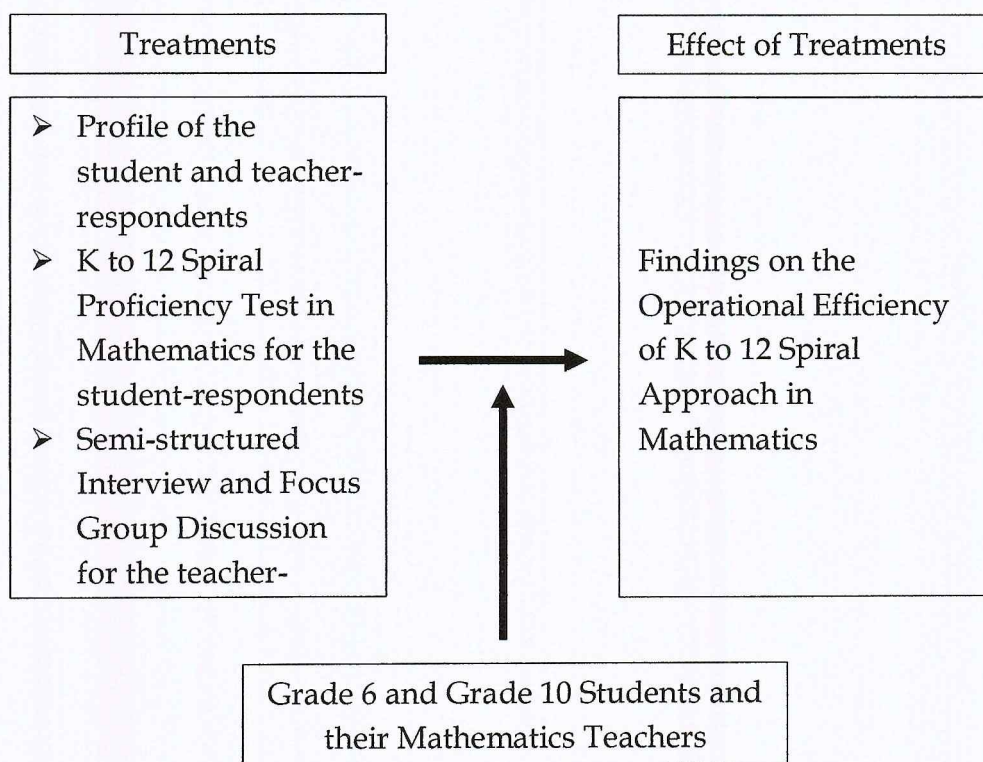 Treatments
Effect of Treatments
➢ Profile of the
student and teacher-
respondents
➢ K to 12 Spiral
Proficiency Test in
Mathematics for the
student-respondents
➢ Semi-structured
Interview and Focus
Group Discussion
for the teacher-
Findings on the
Operational Efficiency
of K to 12 Spiral
Approach in
Mathematics
Grade 6 and Grade 10 Students and
their Mathematics Teachers